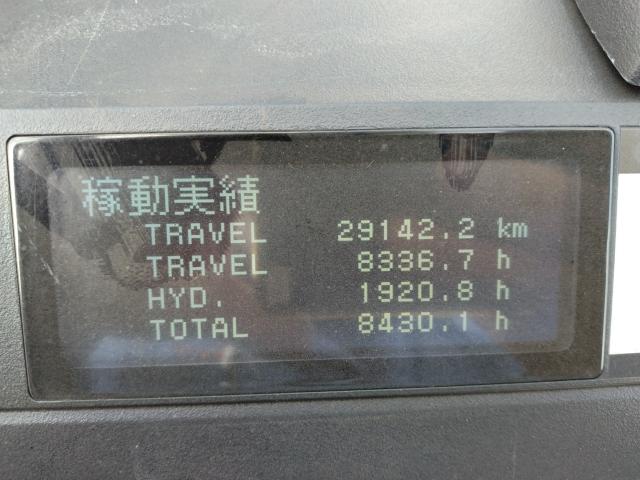 稼動実績
TRAVEL 29142.2 km
TRAVEL 8336.7 h
HYD. 1920.8 h
TOTAL 8430.1 h